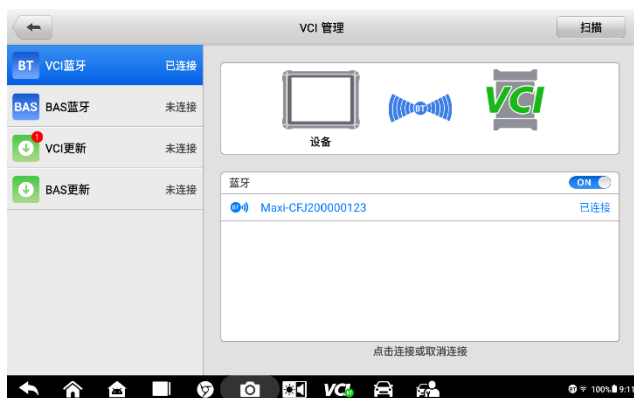 VCI 管理
扫描
BT VCI蓝牙 已连接
BAS BAS蓝牙 未连接
1
VCI更新 未连接
BAS更新 未连接
BT
VCI
设备
蓝牙 ON
BT Maxi-CFJ200000123 已连接
点击连接或取消连接
VCI 100% 9:11